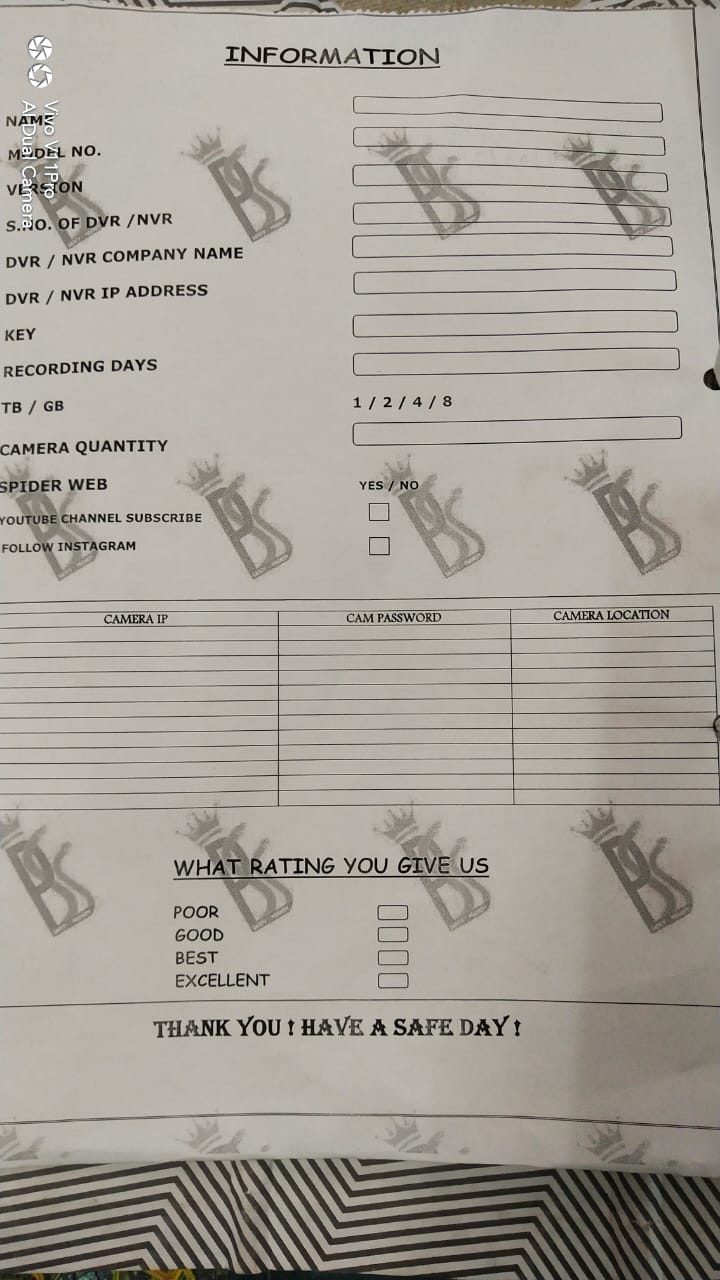 INFORMATION
NAME
MODEL NO.
VERSION
S.NO. OF DVR /NVR
DVR / NVR COMPANY NAME
DVR / NVR IP ADDRESS
KEY
RECORDING DAYS
TB / GB 1 / 2 / 4 / 8
CAMERA QUANTITY
SPIDER WEB YES / NO
YOUTUBE CHANNEL SUBSCRIBE
FOLLOW INSTAGRAM
CAMERA IP CAM PASSWORD CAMERA LOCATION
WHAT RATING YOU GIVE US
POOR
GOOD
BEST
EXCELLENT
THANK YOU ! HAVE A SAFE DAY !
Vivo V11Pro
AI Dual Camera